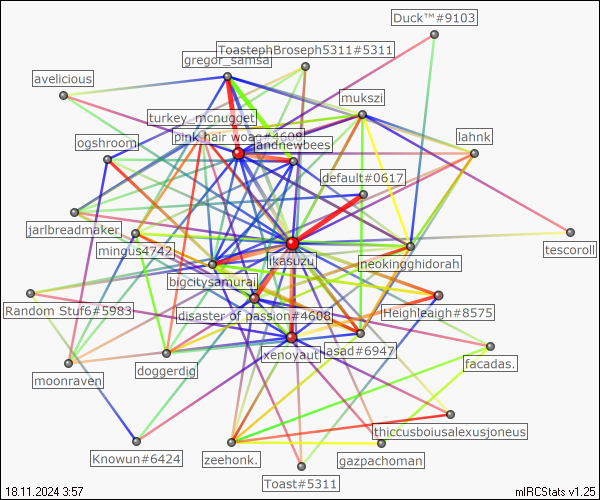 Duck™#9103
ToastephBroseph5311#5311
gregor_samsa
avelicious
mukszi
turkey_mcnugget
pink hair woag#4608
ogshroom
andnewbees
lahnk
default#0617
jarlbreadmaker
mingus4742
tescoroll
ikasuzu
neokingghidorah
bigcitysamurai
Random Stuf6#5983
disaster of passion#4608
Heighleaigh#8575
xenoyaut
asad#6947
facadas.
doggerdig
moonraven
thiccusboiusalexusjoneus
Knowun#6424
zeehonk.
gazpachoman
Toast#5311
18.11.2024 3:57
mIRCStats v1.25